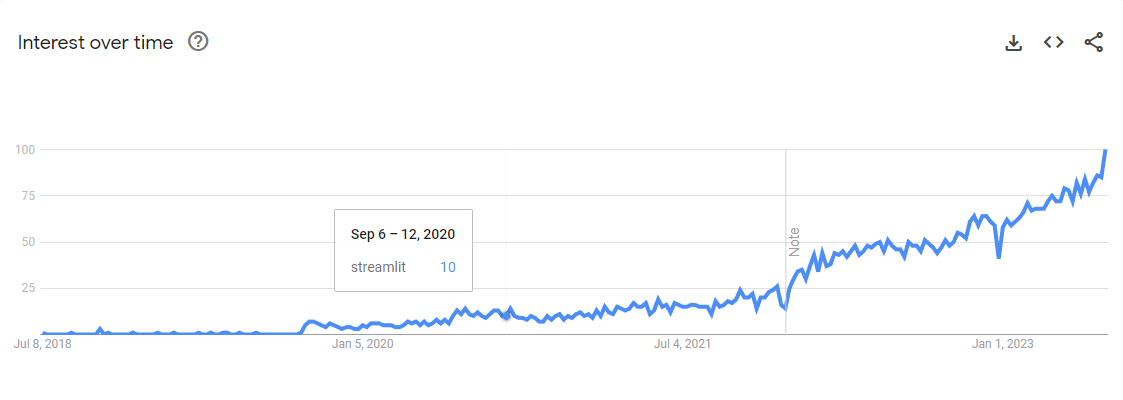 Interest over time
100
75
50
25
Sep 6 – 12, 2020
streamlit 10
Note
Jul 8, 2018 Jan 5, 2020 Jul 4, 2021 Jan 1, 2023